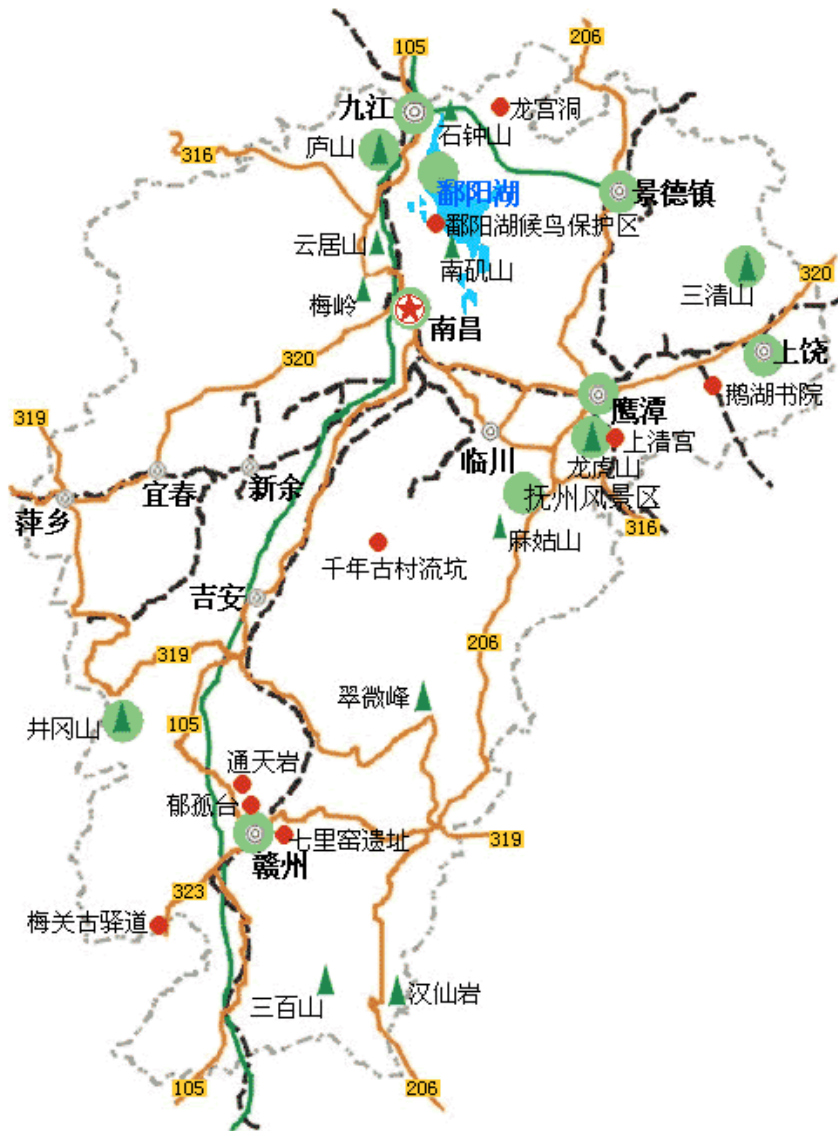 206
105
九江
龙宫洞
石钟山
庐山
316
鄱阳湖
景德镇
鄱阳湖候鸟保护区
云居山
南矶山
320
三清山
梅岭
南昌
上饶
320
鹅湖书院
鹰潭
319
临川
上清宫
龙虎山
宜春
新余
抚州风景区
萍乡
316
麻姑山
千年古村流坑
吉安
206
319
翠微峰
105
井冈山
通天岩
郁孤台
七里窑遗址
319
赣州
323
梅关古驿道
三百山
汉仙岩
105
206